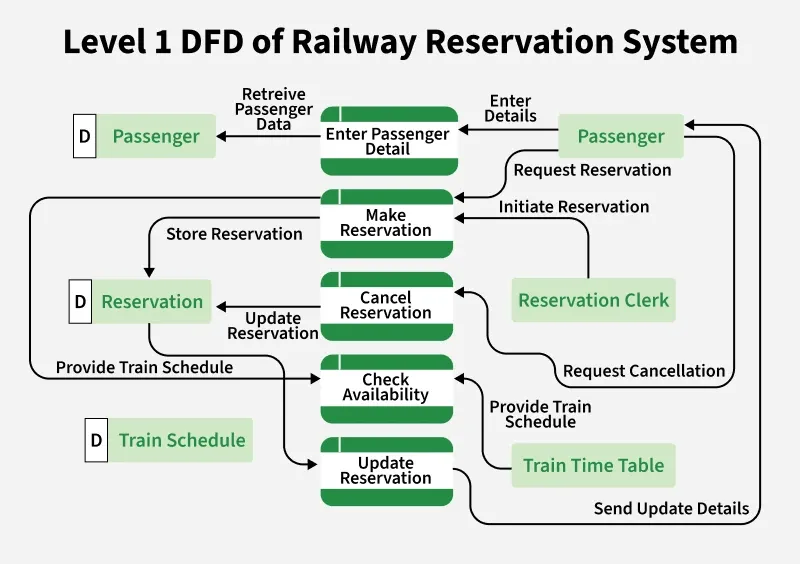 Level 1 DFD of Railway Reservation System
Retreive
Passenger
Data
Enter
Details
D
Passenger
Enter Passenger
Detail
Passenger
Request Reservation
Make
Reservation
Initiate Reservation
Store Reservation
D
Reservation
Cancel
Reservation
Reservation Clerk
Update
Reservation
Provide Train Schedule
Request Cancellation
Check
Availability
Provide Train
Schedule
D
Train Schedule
Update
Reservation
Train Time Table
Send Update Details